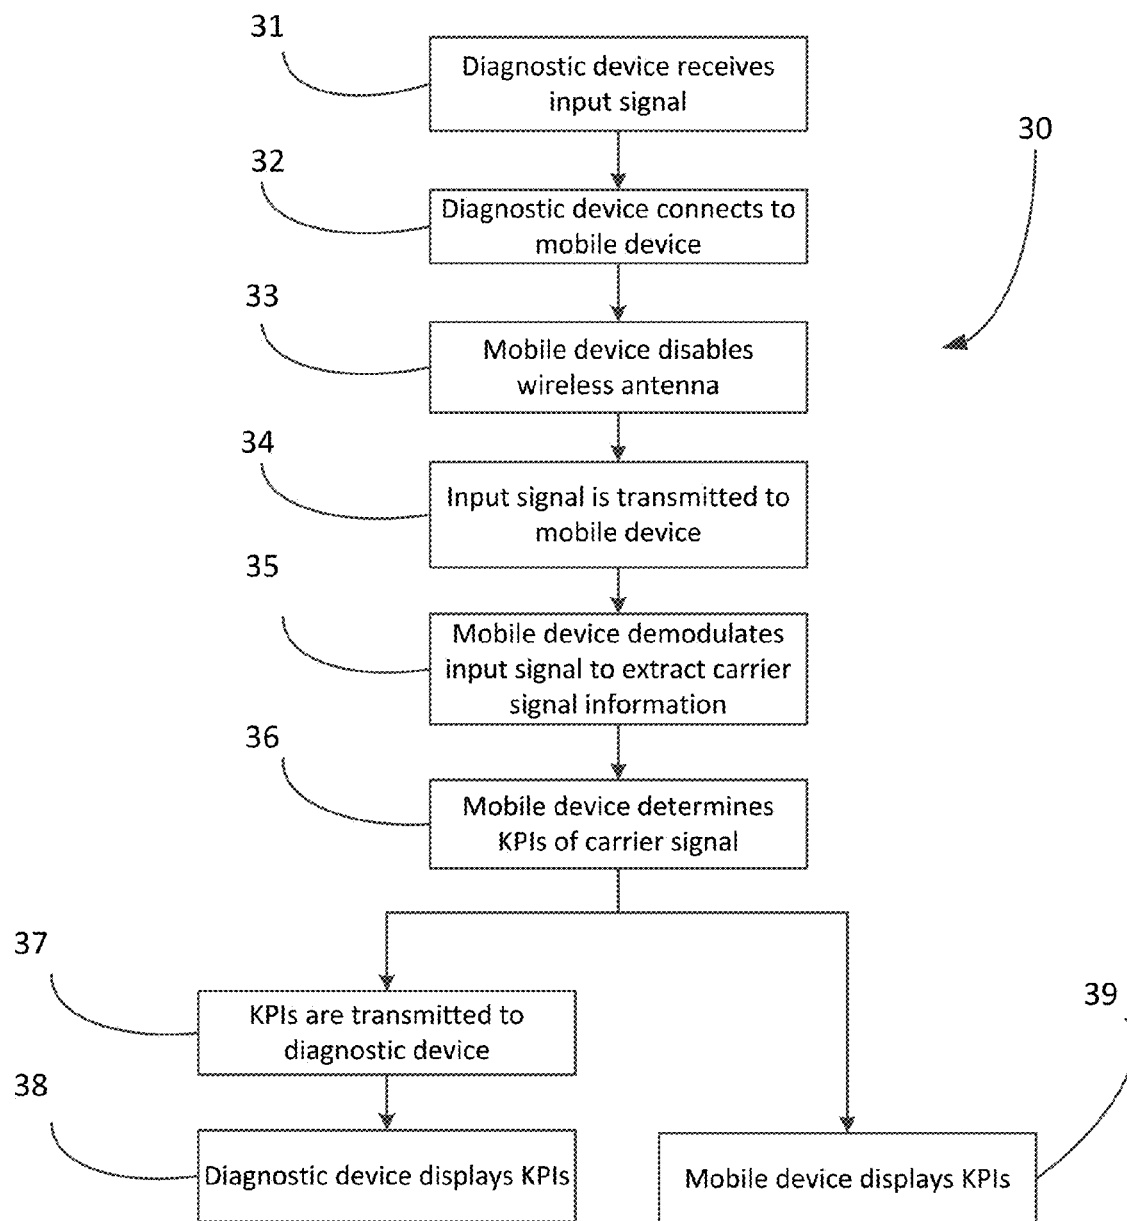 31
Diagnostic device receives
input signal
30
32
Diagnostic device connects to
mobile device
33
Mobile device disables
wireless antenna
34
Input signal is transmitted to
mobile device
35
Mobile device demodulates
input signal to extract carrier
signal information
36
Mobile device determines
KPIs of carrier signal
37
KPIs are transmitted to
diagnostic device
39
38
Diagnostic device displays KPIs
Mobile device displays KPIs